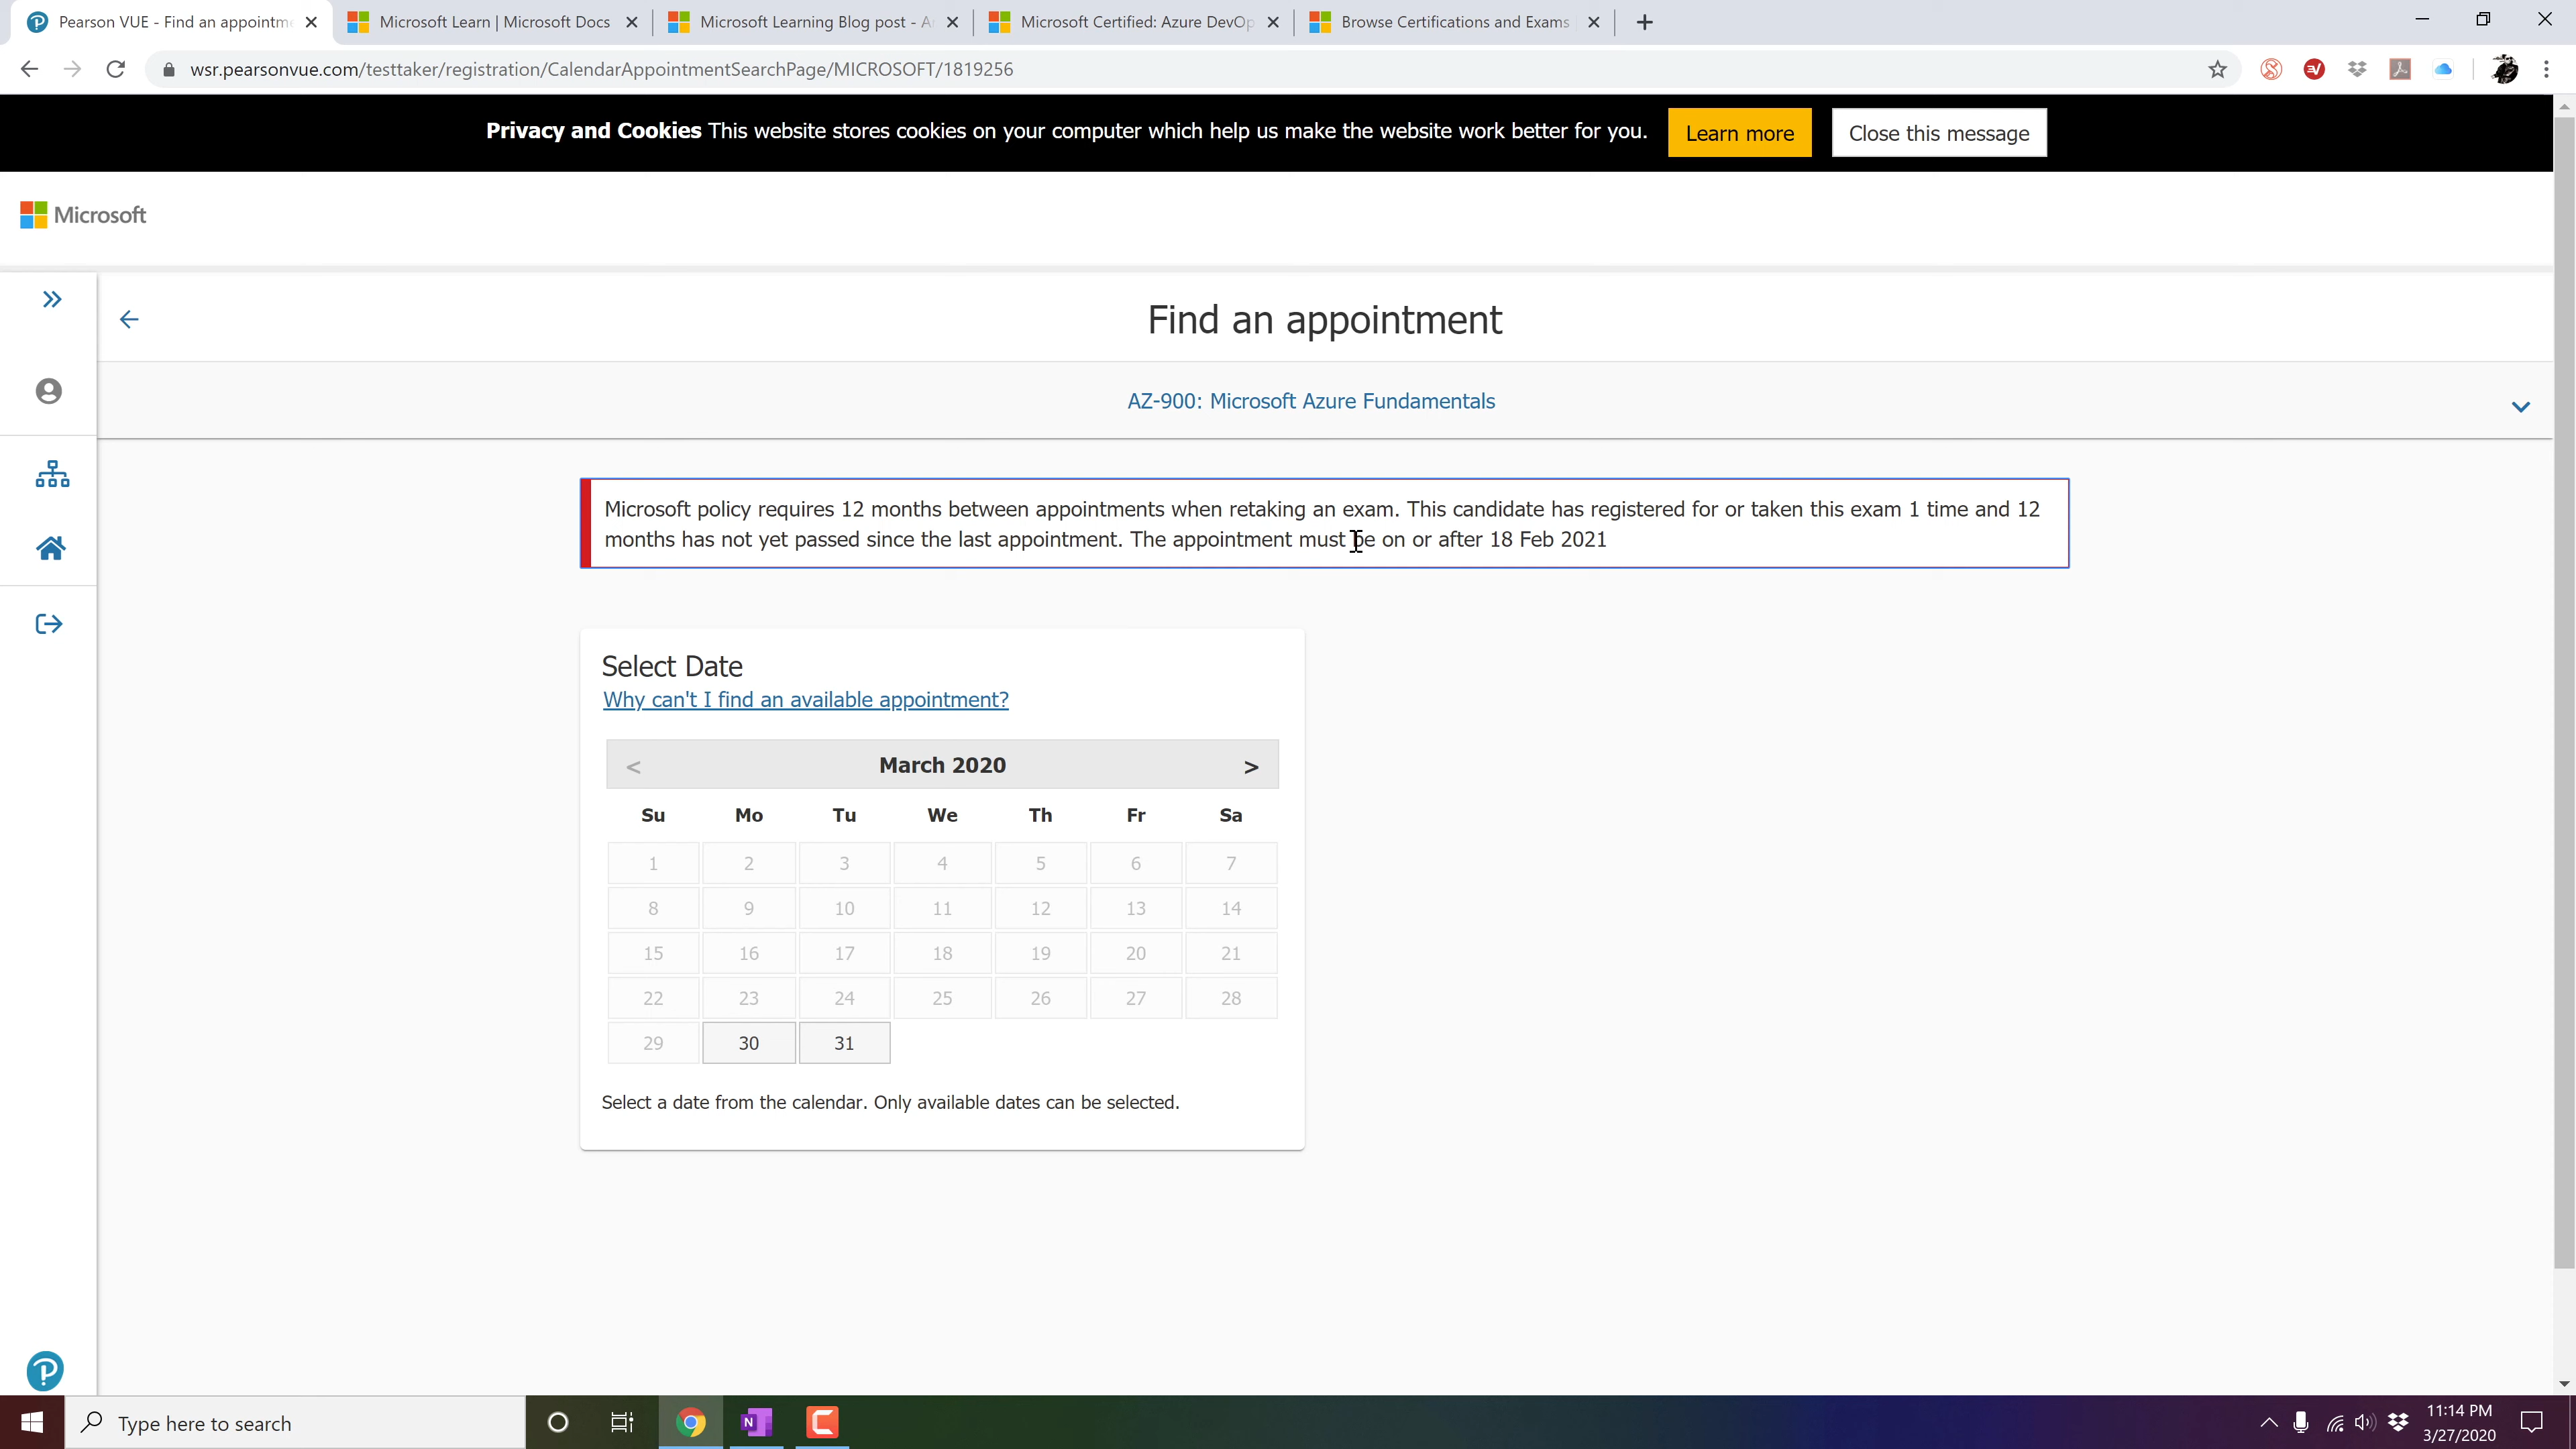 Pearson VUE - Find an appointme
Microsoft Learn | Microsoft Docs
Microsoft Learning Blog post - A
Microsoft Certified: Azure DevOp
Browse Certifications and Exams
wsr.pearsonvue.com/testtaker/registration/CalendarAppointmentSearchPage/MICROSOFT/1819256
Privacy and Cookies This website stores cookies on your computer which help us make the website work better for you.
Learn more
Close this message
Microsoft
Find an appointment
AZ-900: Microsoft Azure Fundamentals
Microsoft policy requires 12 months between appointments when retaking an exam. This candidate has registered for or taken this exam 1 time and 12
months has not yet passed since the last appointment. The appointment must be on or after 18 Feb 2021
Select Date
Why can't I find an available appointment?
< March 2020 >
Su Mo Tu We Th Fr Sa
1 2 3 4 5 6 7
8 9 10 11 12 13 14
15 16 17 18 19 20 21
22 23 24 25 26 27 28
29 30 31
Select a date from the calendar. Only available dates can be selected.
Type here to search
11:14 PM
3/27/2020